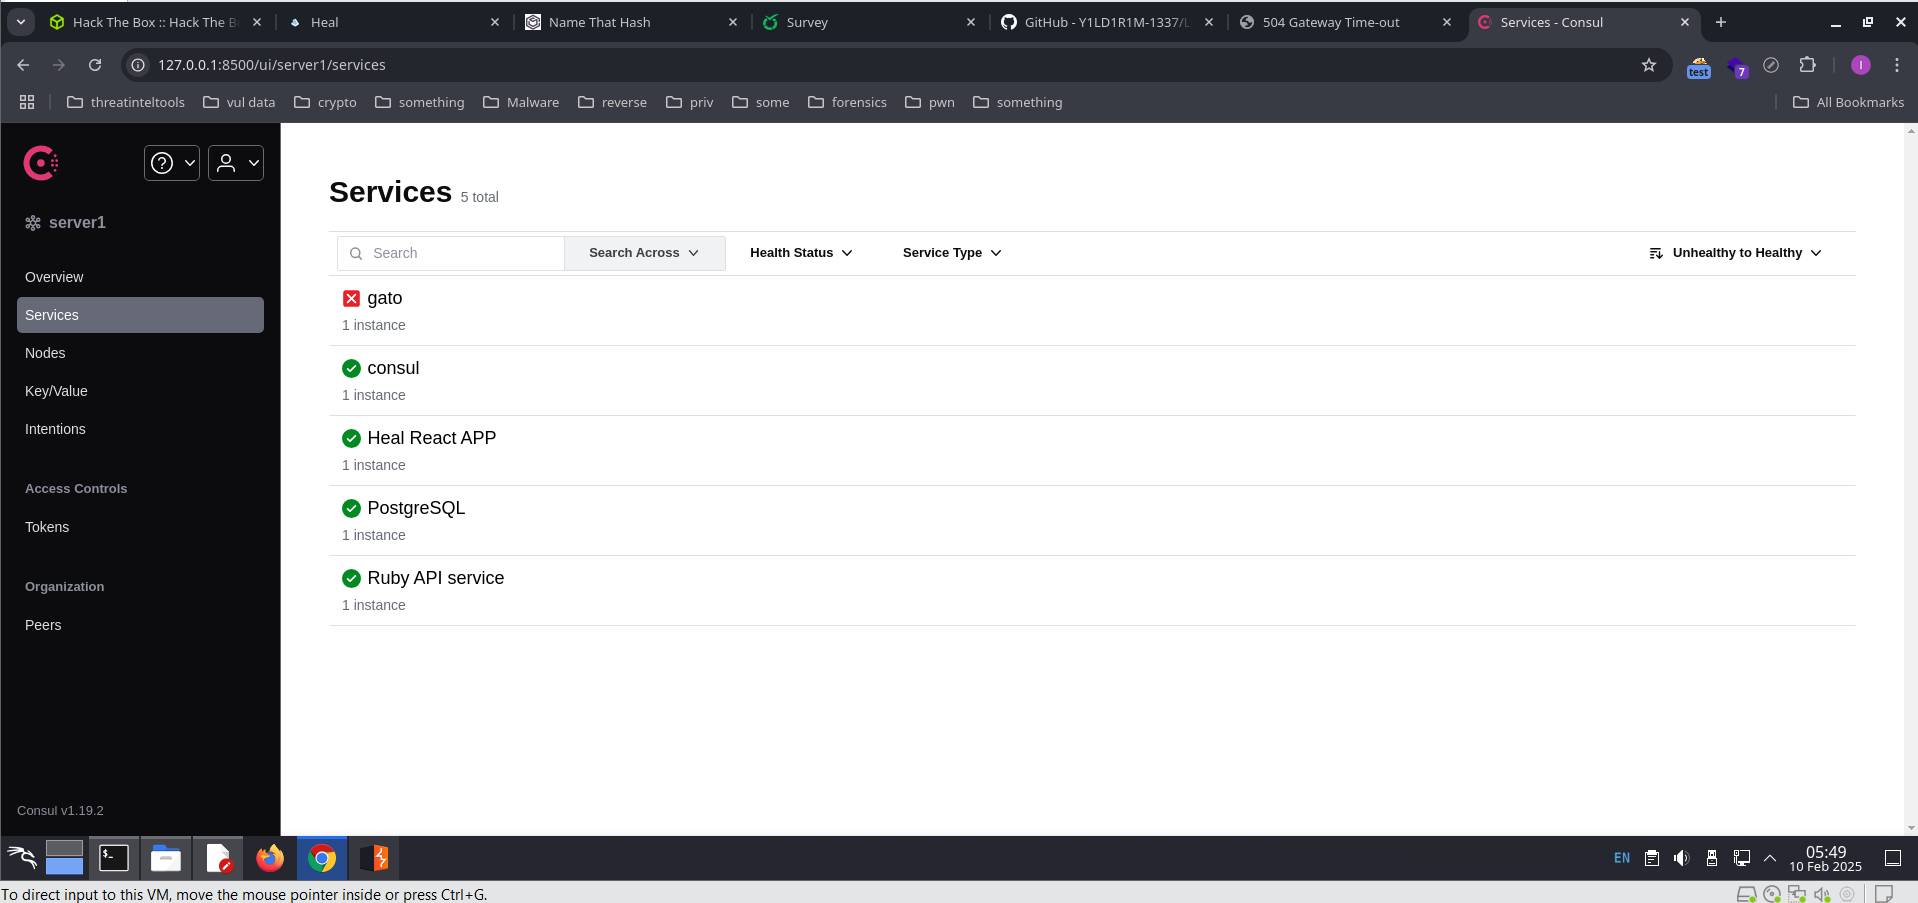 Hack The Box :: Hack The B
Heal
Name That Hash
Survey
GitHub - Y1LD1R1M-1337/L
504 Gateway Time-out
Services - Consul
127.0.0.1:8500/ui/server1/services
test
7
I
threatinteltools
vul data
crypto
something
Malware
reverse
priv
some
forensics
pwn
something
All Bookmarks
server1
Overview
Services
Nodes
Key/Value
Intentions
Access Controls
Tokens
Organization
Peers
Consul v1.19.2
Services 5 total
Search
Search Across
Health Status
Service Type
Unhealthy to Healthy
gato
1 instance
consul
1 instance
Heal React APP
1 instance
PostgreSQL
1 instance
Ruby API service
1 instance
EN
05:49
10 Feb 2025
To direct input to this VM, move the mouse pointer inside or press Ctrl+G.